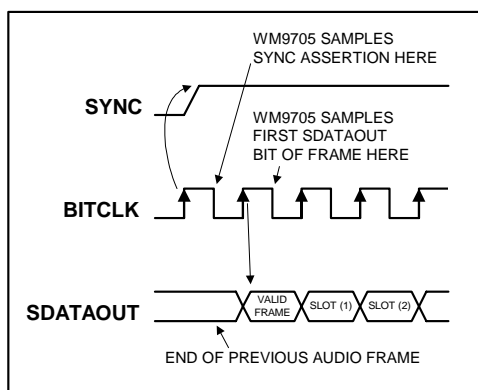 WM9705 SAMPLES
SYNC ASSERTION HERE
SYNC
WM9705 SAMPLES
FIRST SDATAOUT
BIT OF FRAME HERE
BITCLK
VALID
FRAME
SLOT (1)
SLOT (2)
SDATAOUT
END OF PREVIOUS AUDIO FRAME